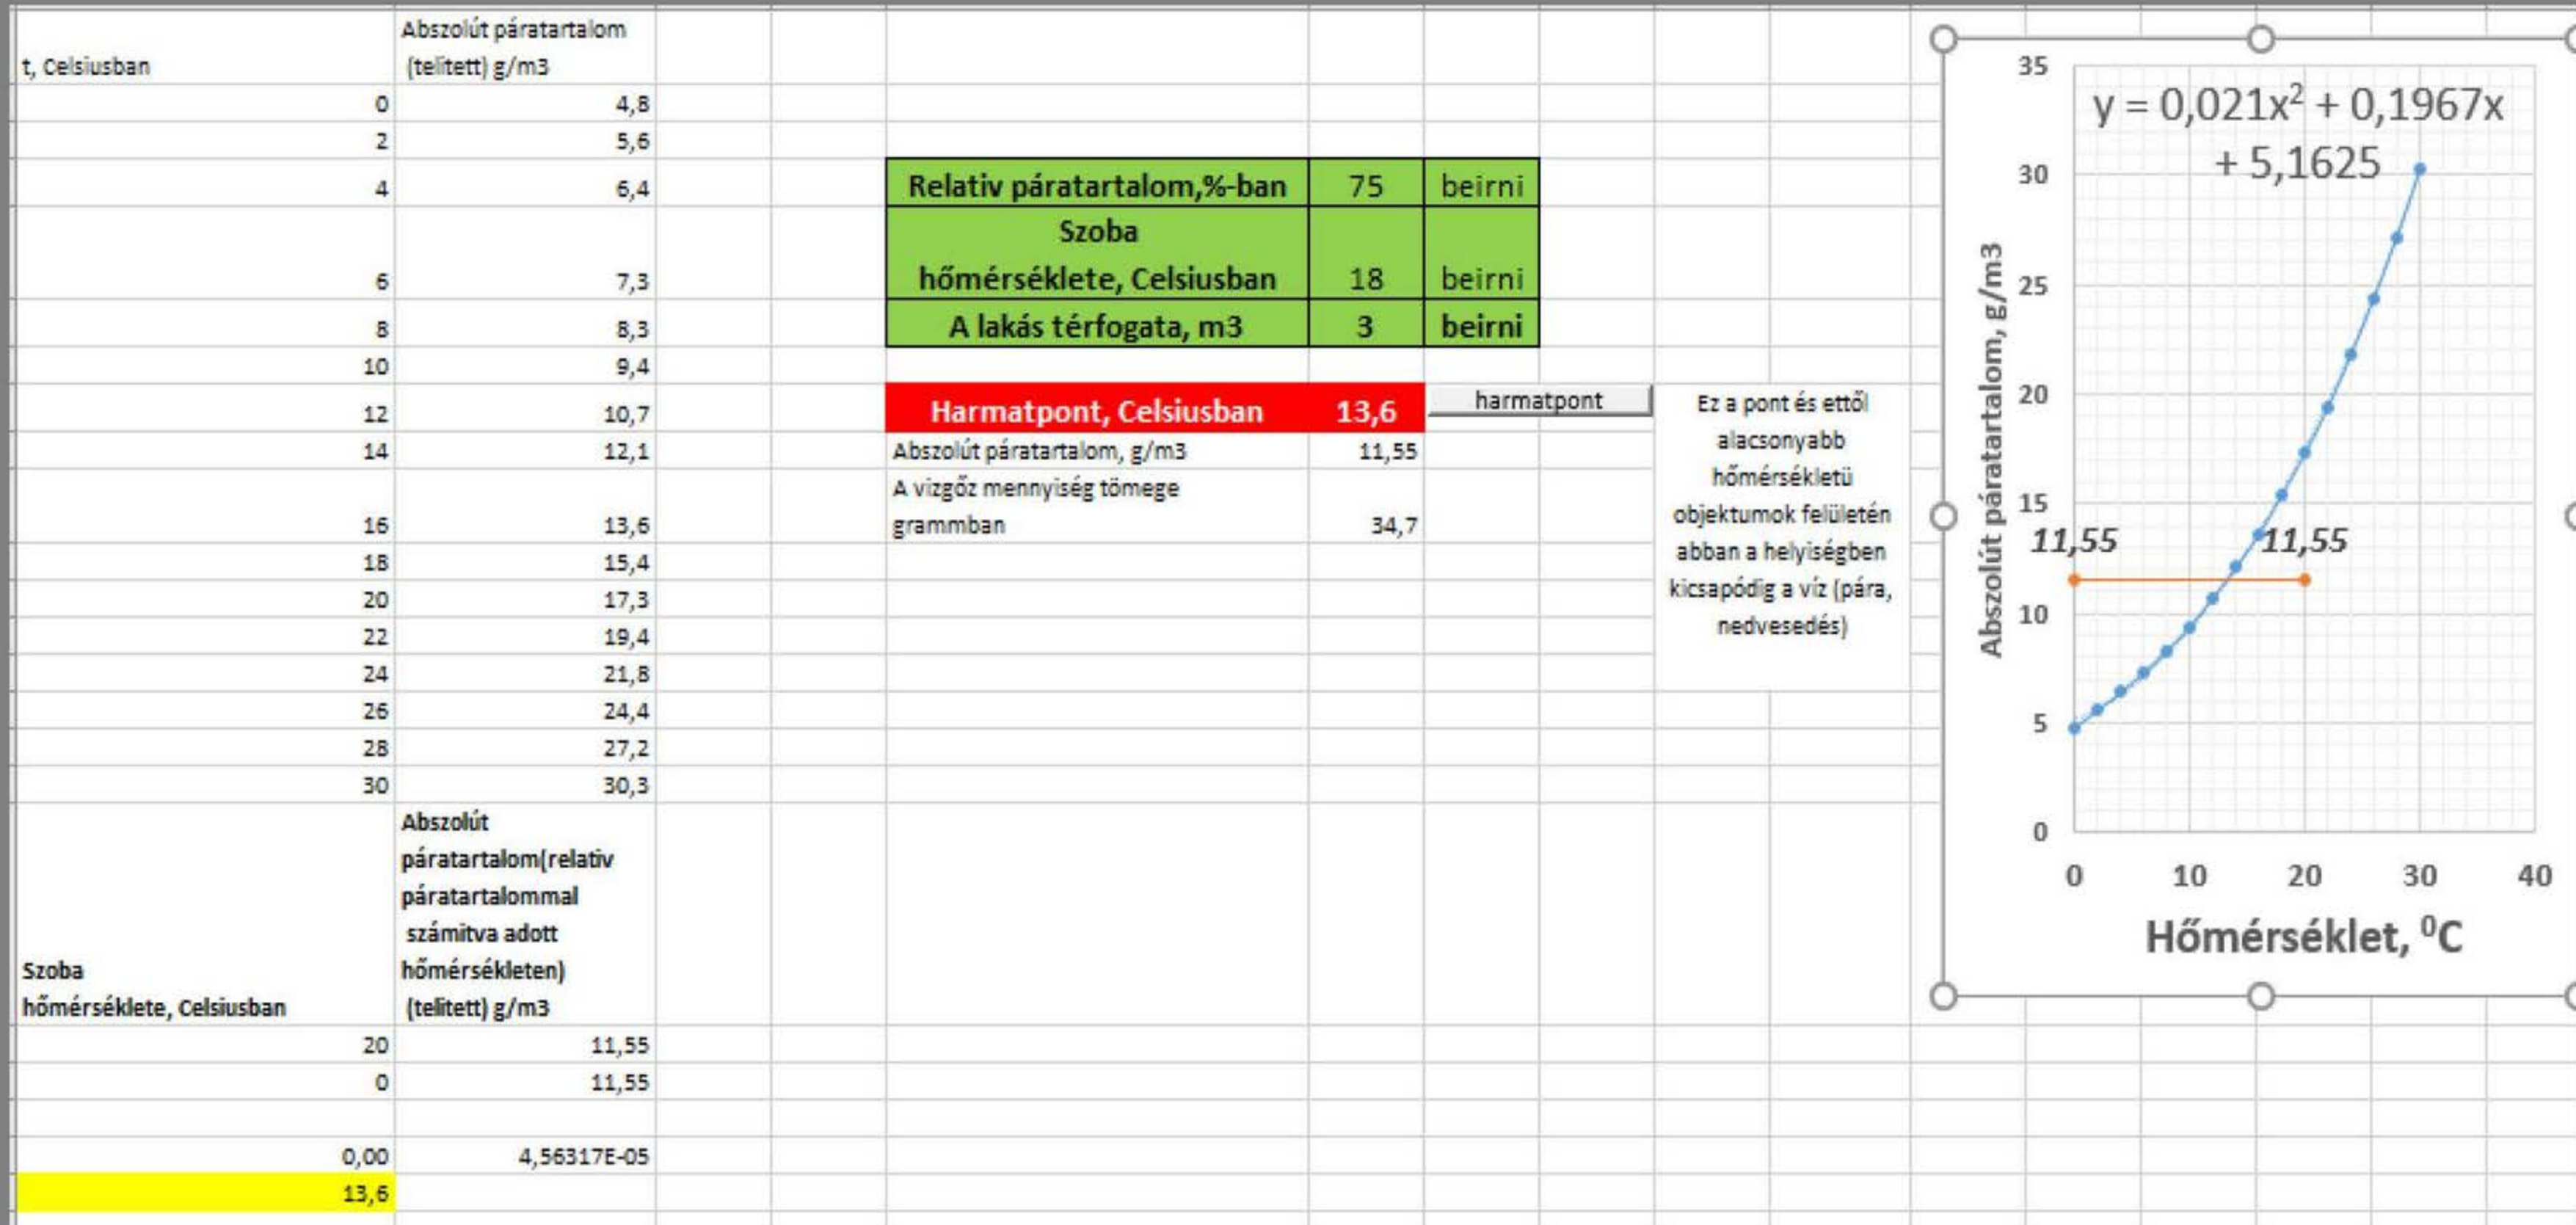 t, Celsiusban
Abszolút páratartalom
(telitett) g/m3
0 4,8
2 5,6
4 6,4
6 7,3
8 8,3
10 9,4
12 10,7
14 12,1
16 13,6
18 15,4
20 17,3
22 19,4
24 21,8
26 24,4
28 27,2
30 30,3
Szoba
hőmérséklete, Celsiusban
Abszolút
páratartalom(relativ
páratartalommal
számitva adott
hőmérsékleten)
(telitett) g/m3
20 11,55
0 11,55
0,00 4,56317E-05
13,6
Relativ páratartalom,%-ban 75 beirni
Szoba
hőmérséklete, Celsiusban 18 beirni
A lakás térfogata, m3 3 beirni
Harmatpont, Celsiusban 13,6
harmatpont
Abszolút páratartalom, g/m3 11,55
A vizgőz mennyiség tömege
grammban 34,7
Ez a pont és ettől
alacsonyabb
hőmérsékletü
objektumok felületén
abban a helyiségben
kicsapódig a víz (pára,
nedvesedés)
y = 0,021x² + 0,1967x
+ 5,1625
Abszolút páratartalom, g/m3
35
30
25
20
15
10
5
0
11,55 11,55
0 10 20 30 40
Hőmérséklet, ⁰C